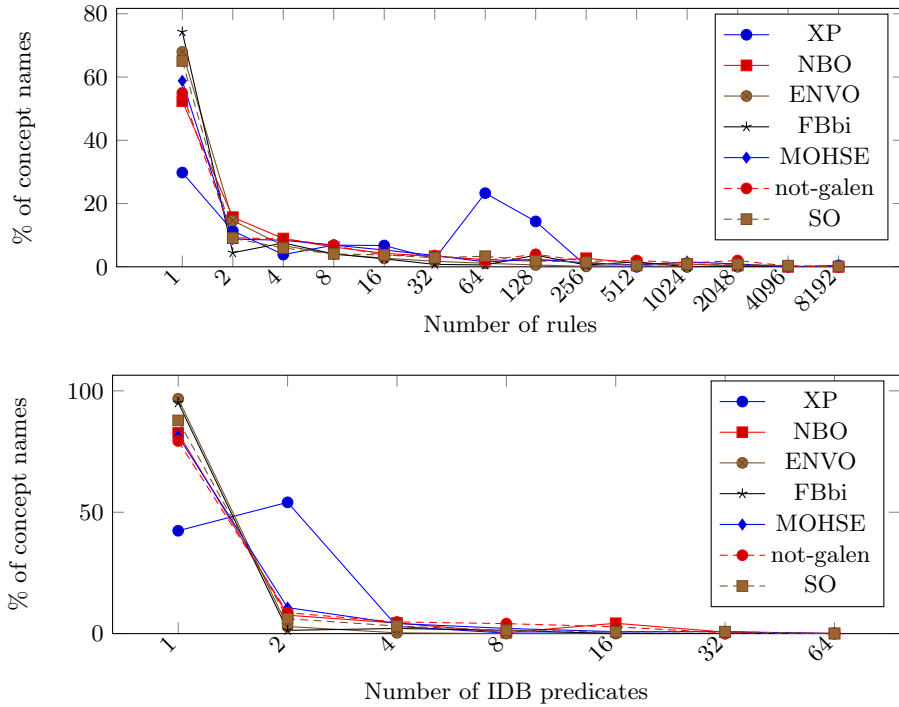 % of concept names
80
60
40
20
0
1
2
4
8
16
32
64
128
256
512
1024
2048
4096
8192
Number of rules
XP
NBO
ENVO
FBbi
MOHSE
not-galen
SO
% of concept names
100
50
0
1
2
4
8
16
32
64
Number of IDB predicates
XP
NBO
ENVO
FBbi
MOHSE
not-galen
SO